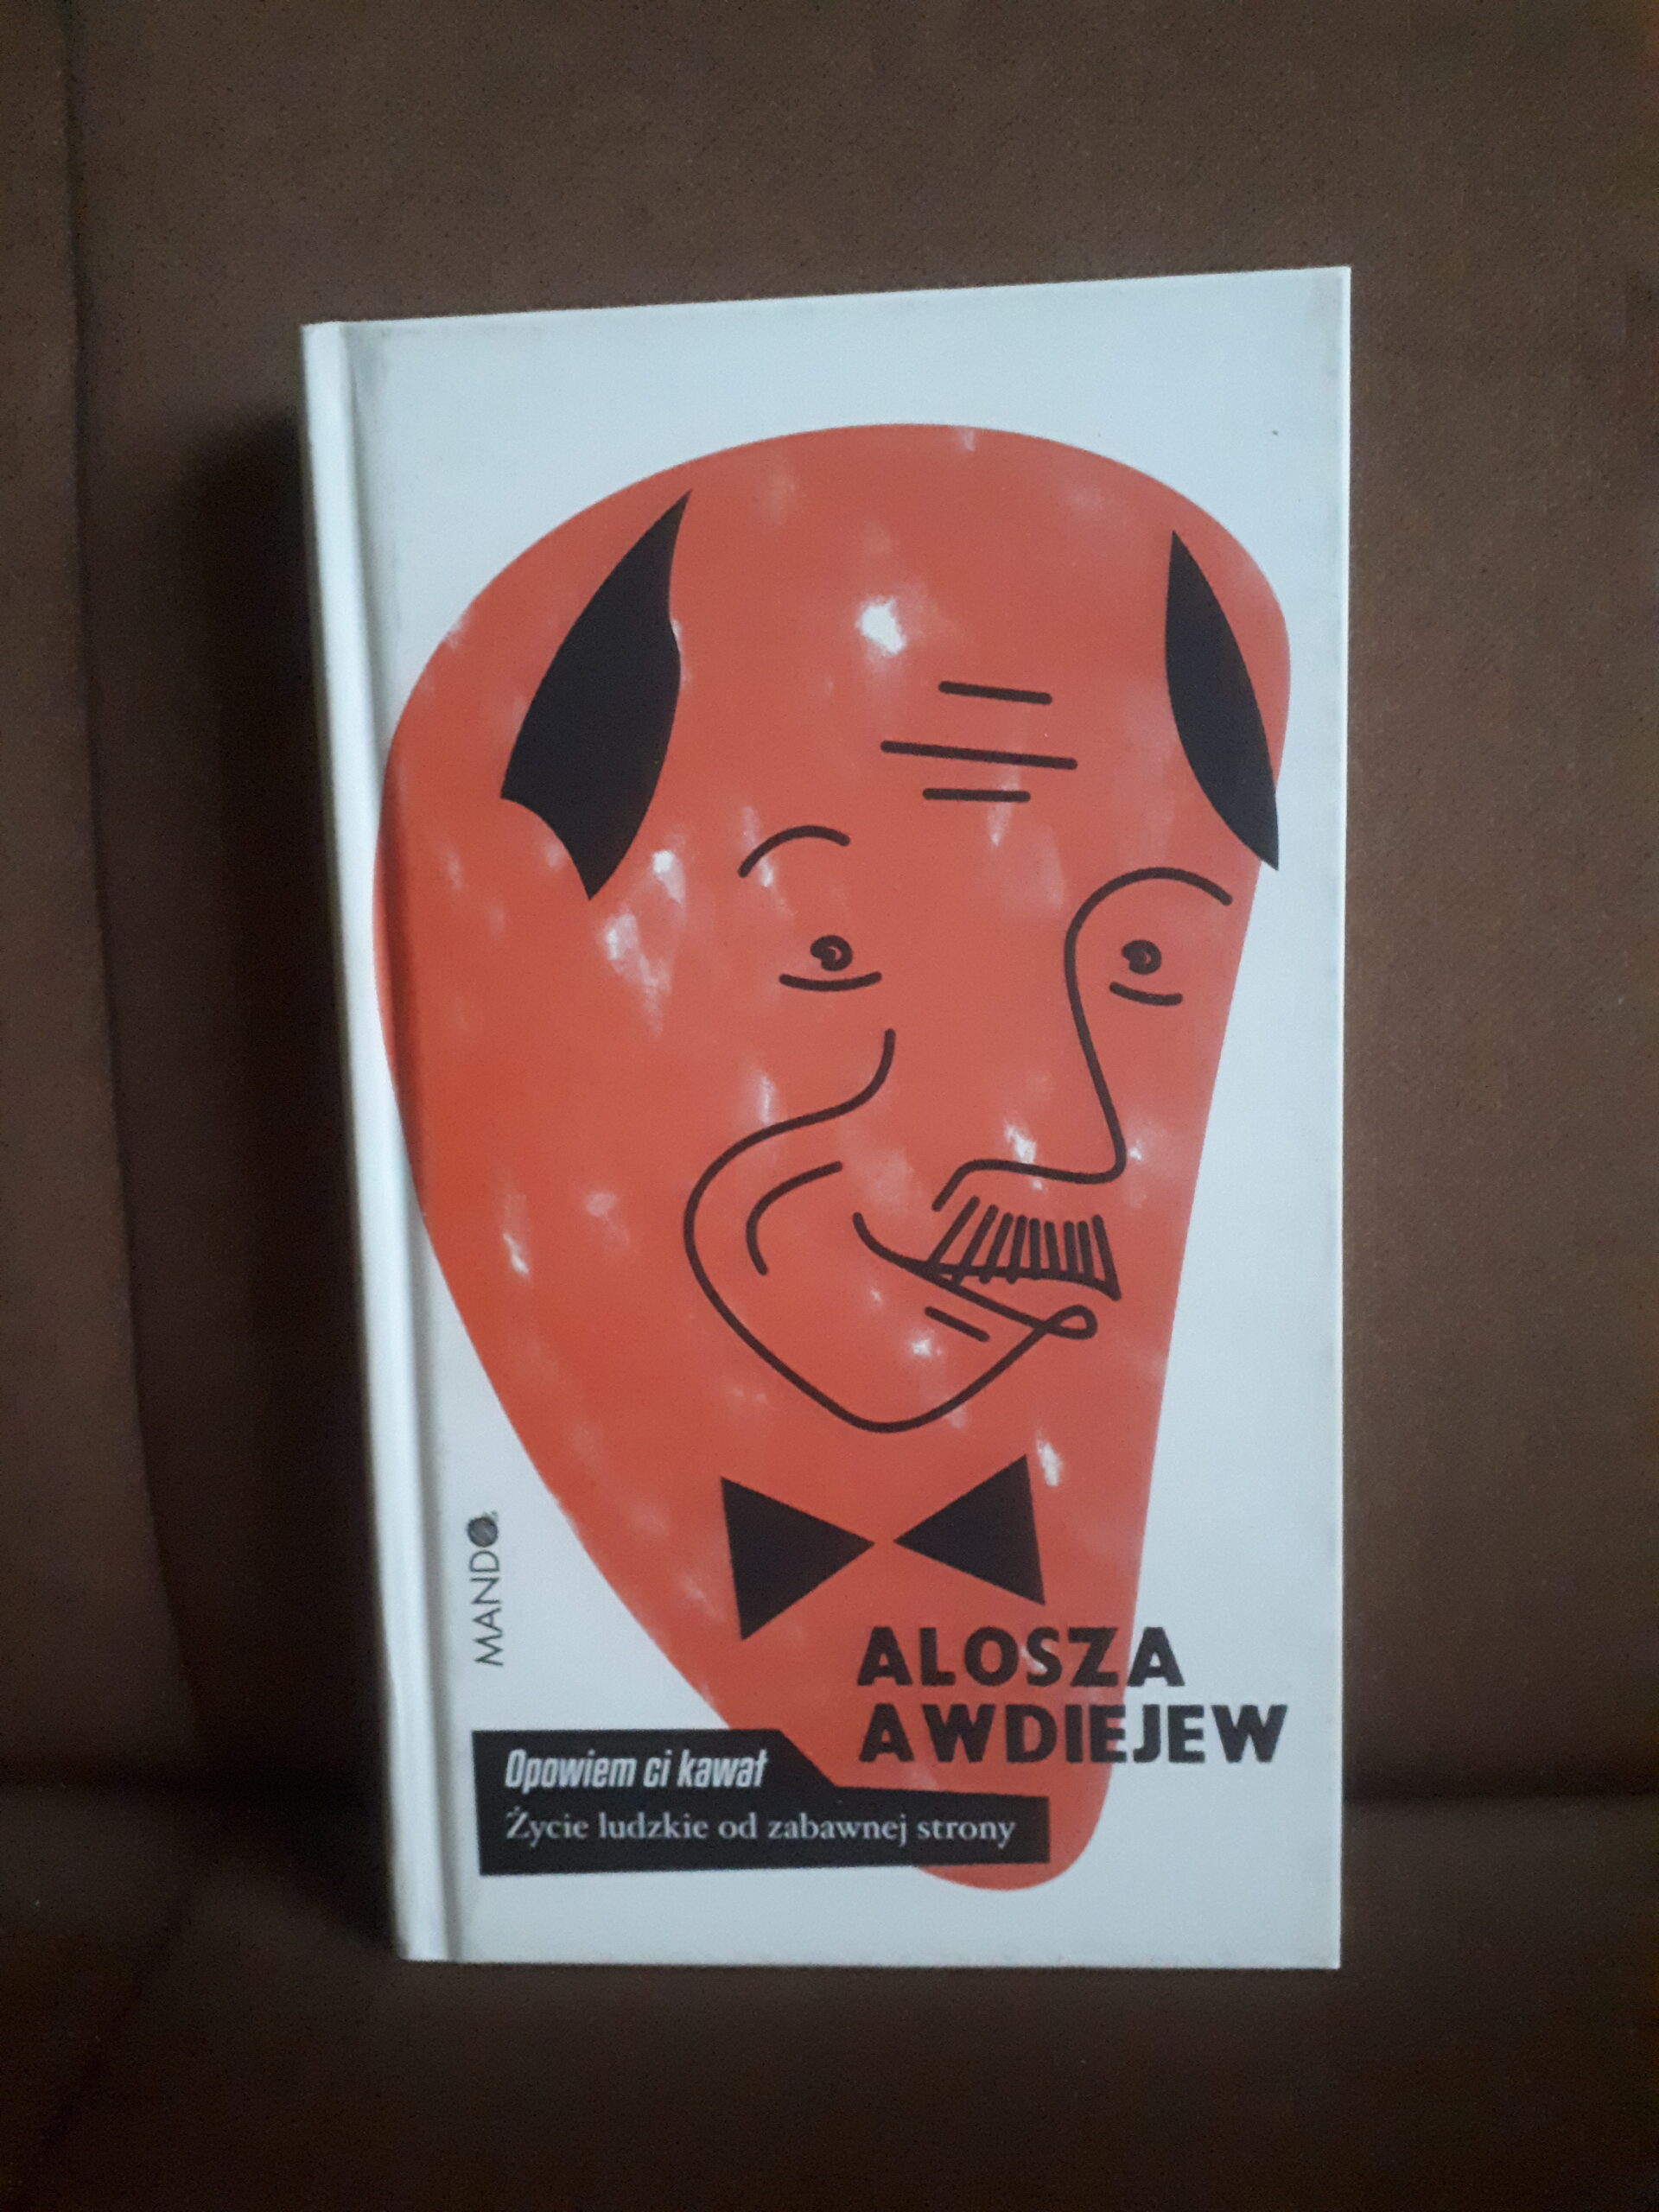 MANDO
ALOSZA
AWDIEJEW
Opowiem ci kawał
Życie ludzkie od zabawnej strony